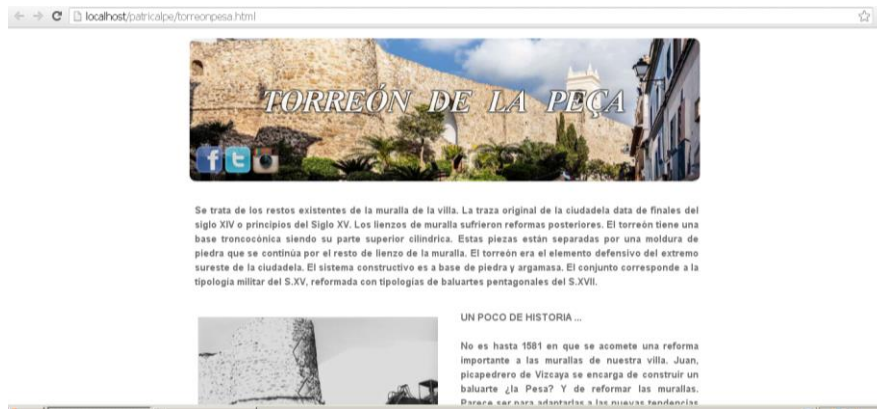 localhost/patricalpe/torreonpesa.html
TORREÓN DE LA PEÇA
Se trata de los restos existentes de la muralla de la villa. La traza original de la ciudadela data de finales del
siglo XIV o principios del Siglo XV. Los lienzos de muralla sufrieron reformas posteriores. El torreón tiene una
base troncocónica siendo su parte superior cilíndrica. Estas piezas están separadas por una moldura de
piedra que se continúa por el resto de lienzo de la muralla. El torreón era el elemento defensivo del extremo
sureste de la ciudadela. El sistema constructivo es a base de piedra y argamasa. El conjunto corresponde a la
tipología militar del S.XV, reformada con tipologías de baluartes pentagonales del S.XVII.
UN POCO DE HISTORIA ...
No es hasta 1581 en que se acomete una reforma
importante a las murallas de nuestra villa. Juan,
picapedrero de Vizcaya se encarga de construir un
baluarte ¿la Pesa? Y de reformar las murallas.
Parece ser para adaptarlas a las nuevas tendencias